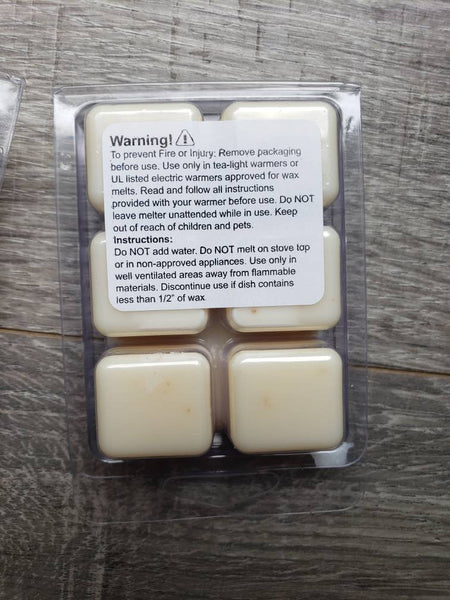 Warning!
To prevent Fire or Injury: Remove packaging
before use. Use only in tea-light warmers or
UL listed electric warmers approved for wax
melts. Read and follow all instructions
provided with your warmer before use. Do NOT
leave melter unattended while in use. Keep
out of reach of children and pets.
Instructions:
Do NOT add water. Do NOT melt on stove top
or in non-approved appliances. Use only in
well ventilated areas away from flammable
materials. Discontinue use if dish contains
less than 1/2" of wax